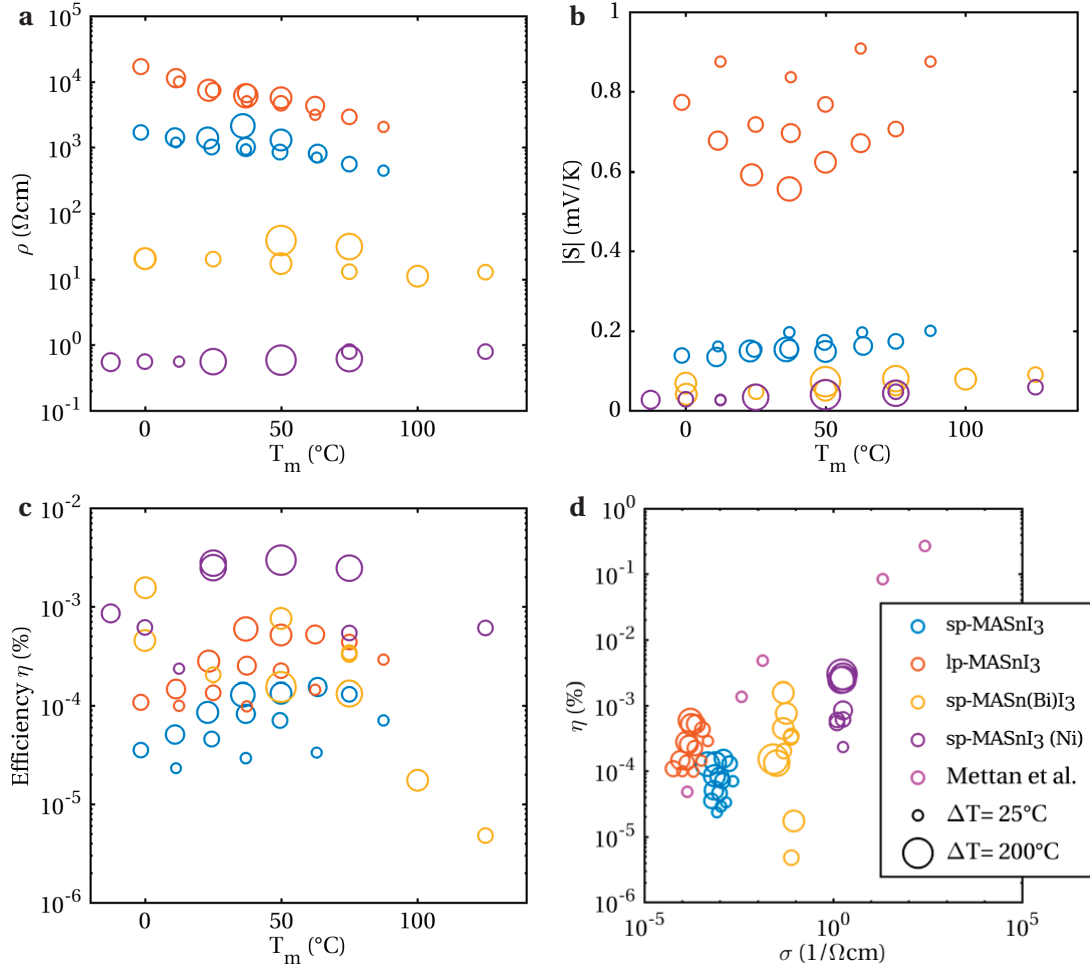 a
10^5
10^4
10^3
10^2
10^1
10^0
10^-1
ρ (Ωcm)
0 50 100
T_m (°C)
b
1
0.8
0.6
0.4
0.2
0
|S| (mV/K)
0 50 100
T_m (°C)
c
10^-2
10^-3
10^-4
10^-5
10^-6
Efficiency η (%)
0 50 100
T_m (°C)
d
10^0
10^-1
10^-2
10^-3
10^-4
10^-5
10^-6
η (%)
10^-5 10^0 10^5
σ (1/Ωcm)
sp-MASnI3
lp-MASnI3
sp-MASn(Bi)I3
sp-MASnI3 (Ni)
Mettan et al.
ΔT= 25°C
ΔT= 200°C